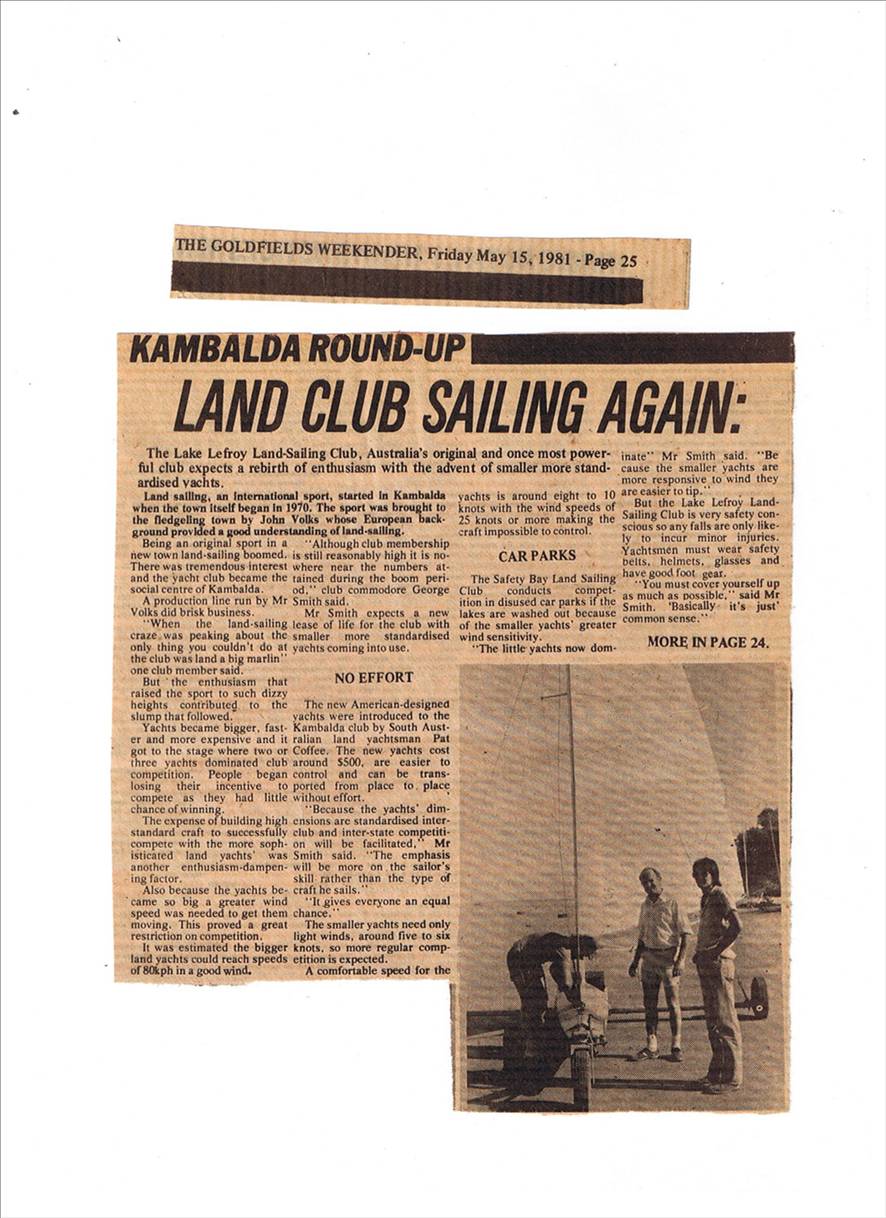 THE GOLDFIELDS WEEKENDER, Friday May 15, 1981 - Page 25
KAMBALDA ROUND-UP
LAND CLUB SAILING AGAIN:
The Lake Lefroy Land-Sailing Club, Australia's original and once most power-
ful club expects a rebirth of enthusiasm with the advent of smaller more stand-
ardised yachts.
Land sailing, an international sport, started in Kambalda
when the town itself began in 1970. The sport was brought to
the fledgeling town by John Volks whose European back-
ground provided a good understanding of land-sailing.
Being an original sport in a
new town land-sailing boomed.
There was tremendous interest
and the yacht club became the
social centre of Kambalda.
A production line run by Mr
Volks did brisk business.
"When the land-sailing
craze was peaking about the
only thing you couldn't do at
the club was land a big marlin"
one club member said.
But the enthusiasm that
raised the sport to such dizzy
heights contributed to the
slump that followed.
Yachts became bigger, fast-
er and more expensive and it
got to the stage where two or
three yachts dominated club
competition. People began
losing their incentive to
compete as they had little
chance of winning.
The expense of building high
standard craft to successfully
compete with the more soph-
isticated land yachts' was
another enthusiasm-dampen-
ing factor.
Also because the yachts be-
came so big a greater wind
speed was needed to get them
moving. This proved a great
restriction on competition.
It was estimated the bigger
land yachts could reach speeds
of 80kph in a good wind.
"Although club membership
is still reasonably high it is no-
where near the numbers at-
tained during the boom peri-
od," club commodore George
Smith said.
Mr Smith expects a new
lease of life for the club with
smaller more standardised
yachts coming into use.
NO EFFORT
The new American-designed
yachts were introduced to the
Kambalda club by South Aust-
ralian land yachtsman Pat
Coffee. The new yachts cost
around $500, are easier to
control and can be trans-
ported from place to place
without effort.
"Because the yachts' dim-
ensions are standardised inter-
club and inter-state competiti-
on will be facilitated," Mr
Smith said. "The emphasis
will be more on the sailor's
skill rather than the type of
craft he sails."
"It gives everyone an equal
chance."
The smaller yachts need only
light winds, around five to six
knots, so more regular comp-
etition is expected.
A comfortable speed for the
yachts is around eight to 10
knots with the wind speeds of
25 knots or more making the
craft impossible to control.
CAR PARKS
The Safety Bay Land Sailing
Club conducts compet-
ition in disused car parks if the
lakes are washed out because
of the smaller yachts' greater
wind sensitivity.
"The little yachts now dom-
inate" Mr Smith said. "Be
cause the smaller yachts are
more responsive to wind they
are easier to tip."
But the Lake Lefroy Land-
Sailing Club is very safety con-
scious so any falls are only like-
ly to incur minor injuries.
Yachtsmen must wear safety
belts, helmets, glasses and
have good foot gear.
"You must cover yourself up
as much as possible," said Mr
Smith. 'Basically it's just'
common sense."
MORE IN PAGE 24.